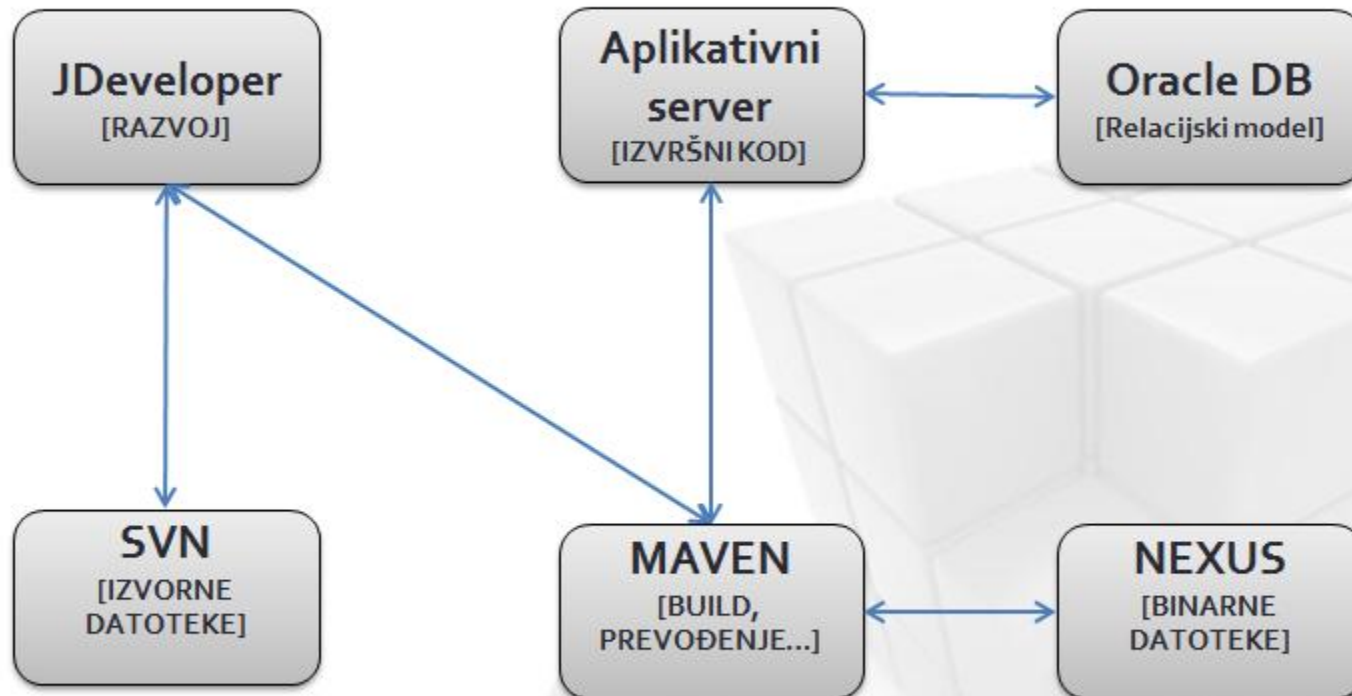 JDeveloper
[RAZVOJ]
Aplikativni
server
[IZVRŠNI KOD]
Oracle DB
[Relacijski model]
SVN
[IZVORNE
DATOTEKE]
MAVEN
[BUILD,
PREVOĐENJE...]
NEXUS
[BINARNE
DATOTEKE]